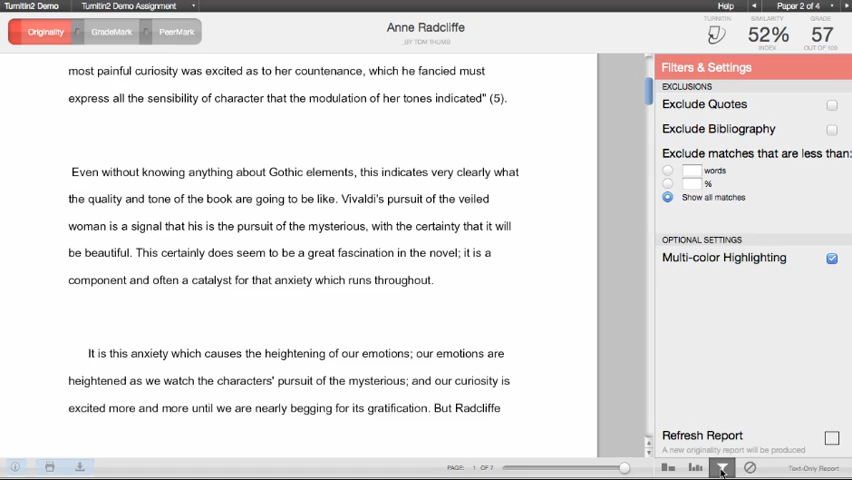 Turnitin2 Demo Turnitin2 Demo Assignment Help Paper 2 of 4
Originality GradeMark PeerMark
Anne Radcliffe
BY TOM THUMB
TURNITIN SIMILARITY GRADE
52% 57
INDEX OUT OF 100
most painful curiosity was excited as to her countenance, which he fancied must
express all the sensibility of character that the modulation of her tones indicated" (5).
Even without knowing anything about Gothic elements, this indicates very clearly what
the quality and tone of the book are going to be like. Vivaldi's pursuit of the veiled
woman is a signal that his is the pursuit of the mysterious, with the certainty that it will
be beautiful. This certainly does seem to be a great fascination in the novel; it is a
component and often a catalyst for that anxiety which runs throughout.
It is this anxiety which causes the heightening of our emotions; our emotions are
heightened as we watch the characters' pursuit of the mysterious; and our curiosity is
excited more and more until we are nearly begging for its gratification. But Radcliffe
Filters & Settings
EXCLUSIONS
Exclude Quotes
Exclude Bibliography
Exclude matches that are less than:
words
%
Show all matches
OPTIONAL SETTINGS
Multi-color Highlighting
Refresh Report
A new originality report will be produced
PAGE: 1 OF 7
Text-Only Report